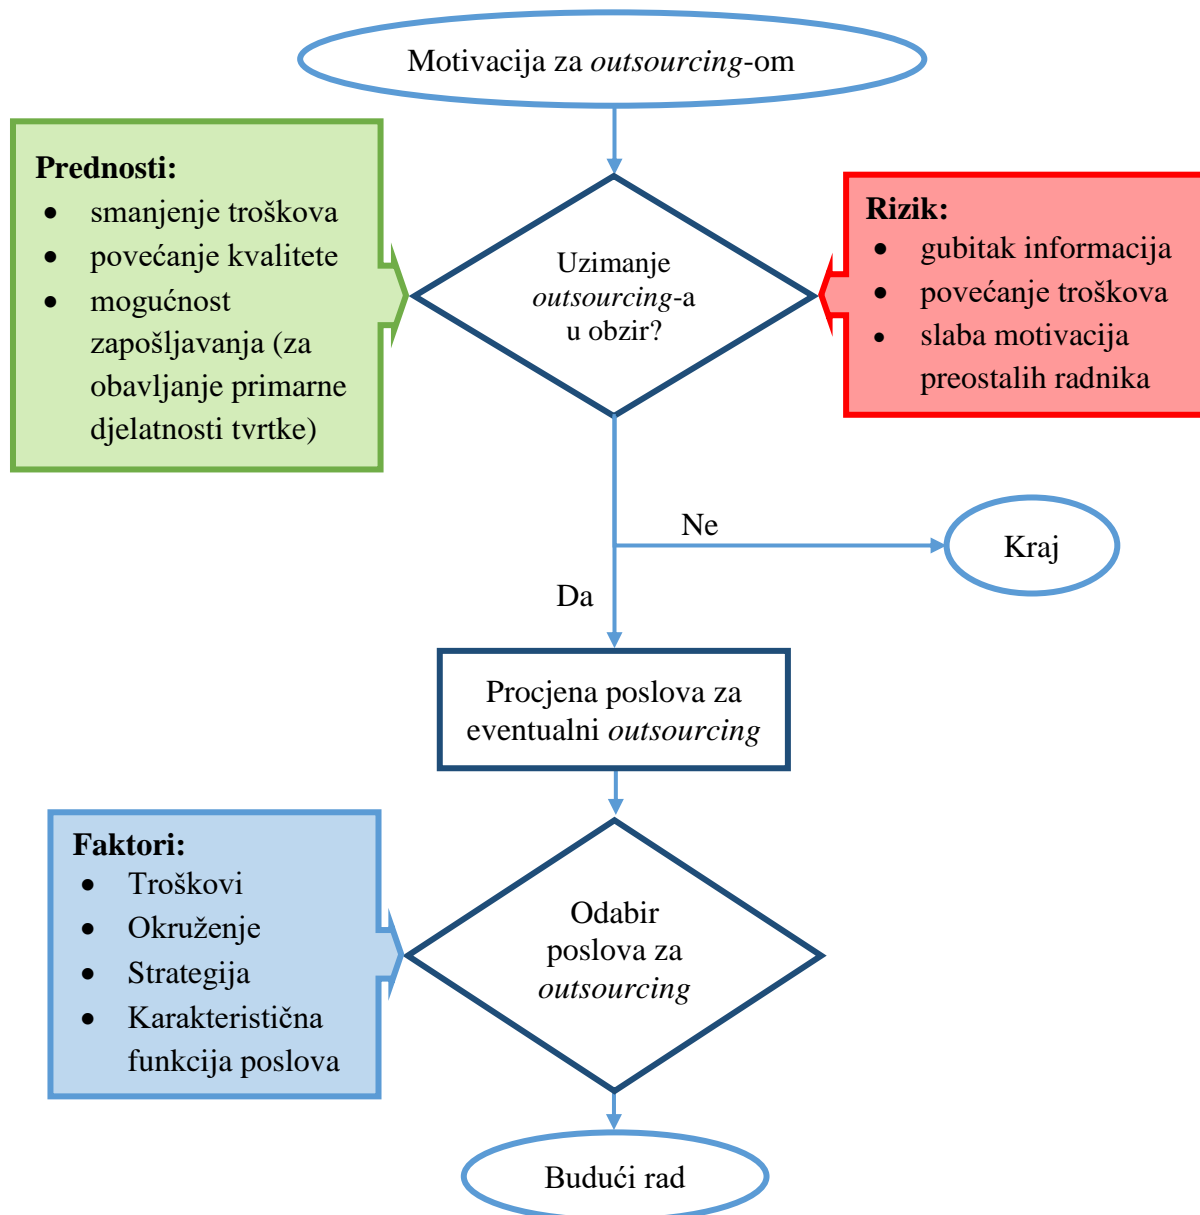 Motivacija za outsourcing-om
Prednosti:
• smanjenje troškova
• povećanje kvalitete
• mogućnost
zapošljavanja (za
obavljanje primarne
djelatnosti tvrtke)
Uzimanje
outsourcing-a
u obzir?
Rizik:
• gubitak informacija
• povećanje troškova
• slaba motivacija
preostalih radnika
Ne
Kraj
Da
Procjena poslova za
eventualni outsourcing
Faktori:
• Troškovi
• Okruženje
• Strategija
• Karakteristična
funkcija poslova
Odabir
poslova za
outsourcing
Budući rad